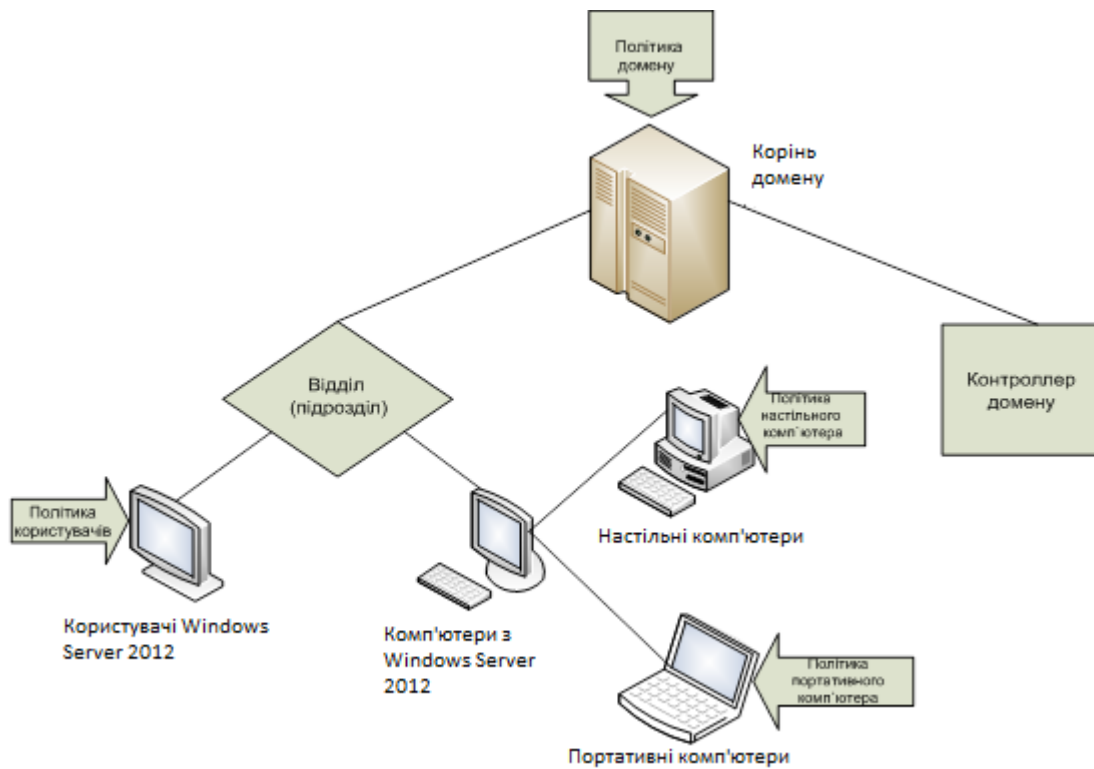 Політика
домену
Корінь
домену
Відділ
(підрозділ)
Контроллер
домену
Політика
настільного
комп`ютера
Настільні комп'ютери
Політика
користувачів
Користувачі Windows
Server 2012
Комп'ютери з
Windows Server
2012
Політика
портативного
комп`ютера
Портативні комп'ютери